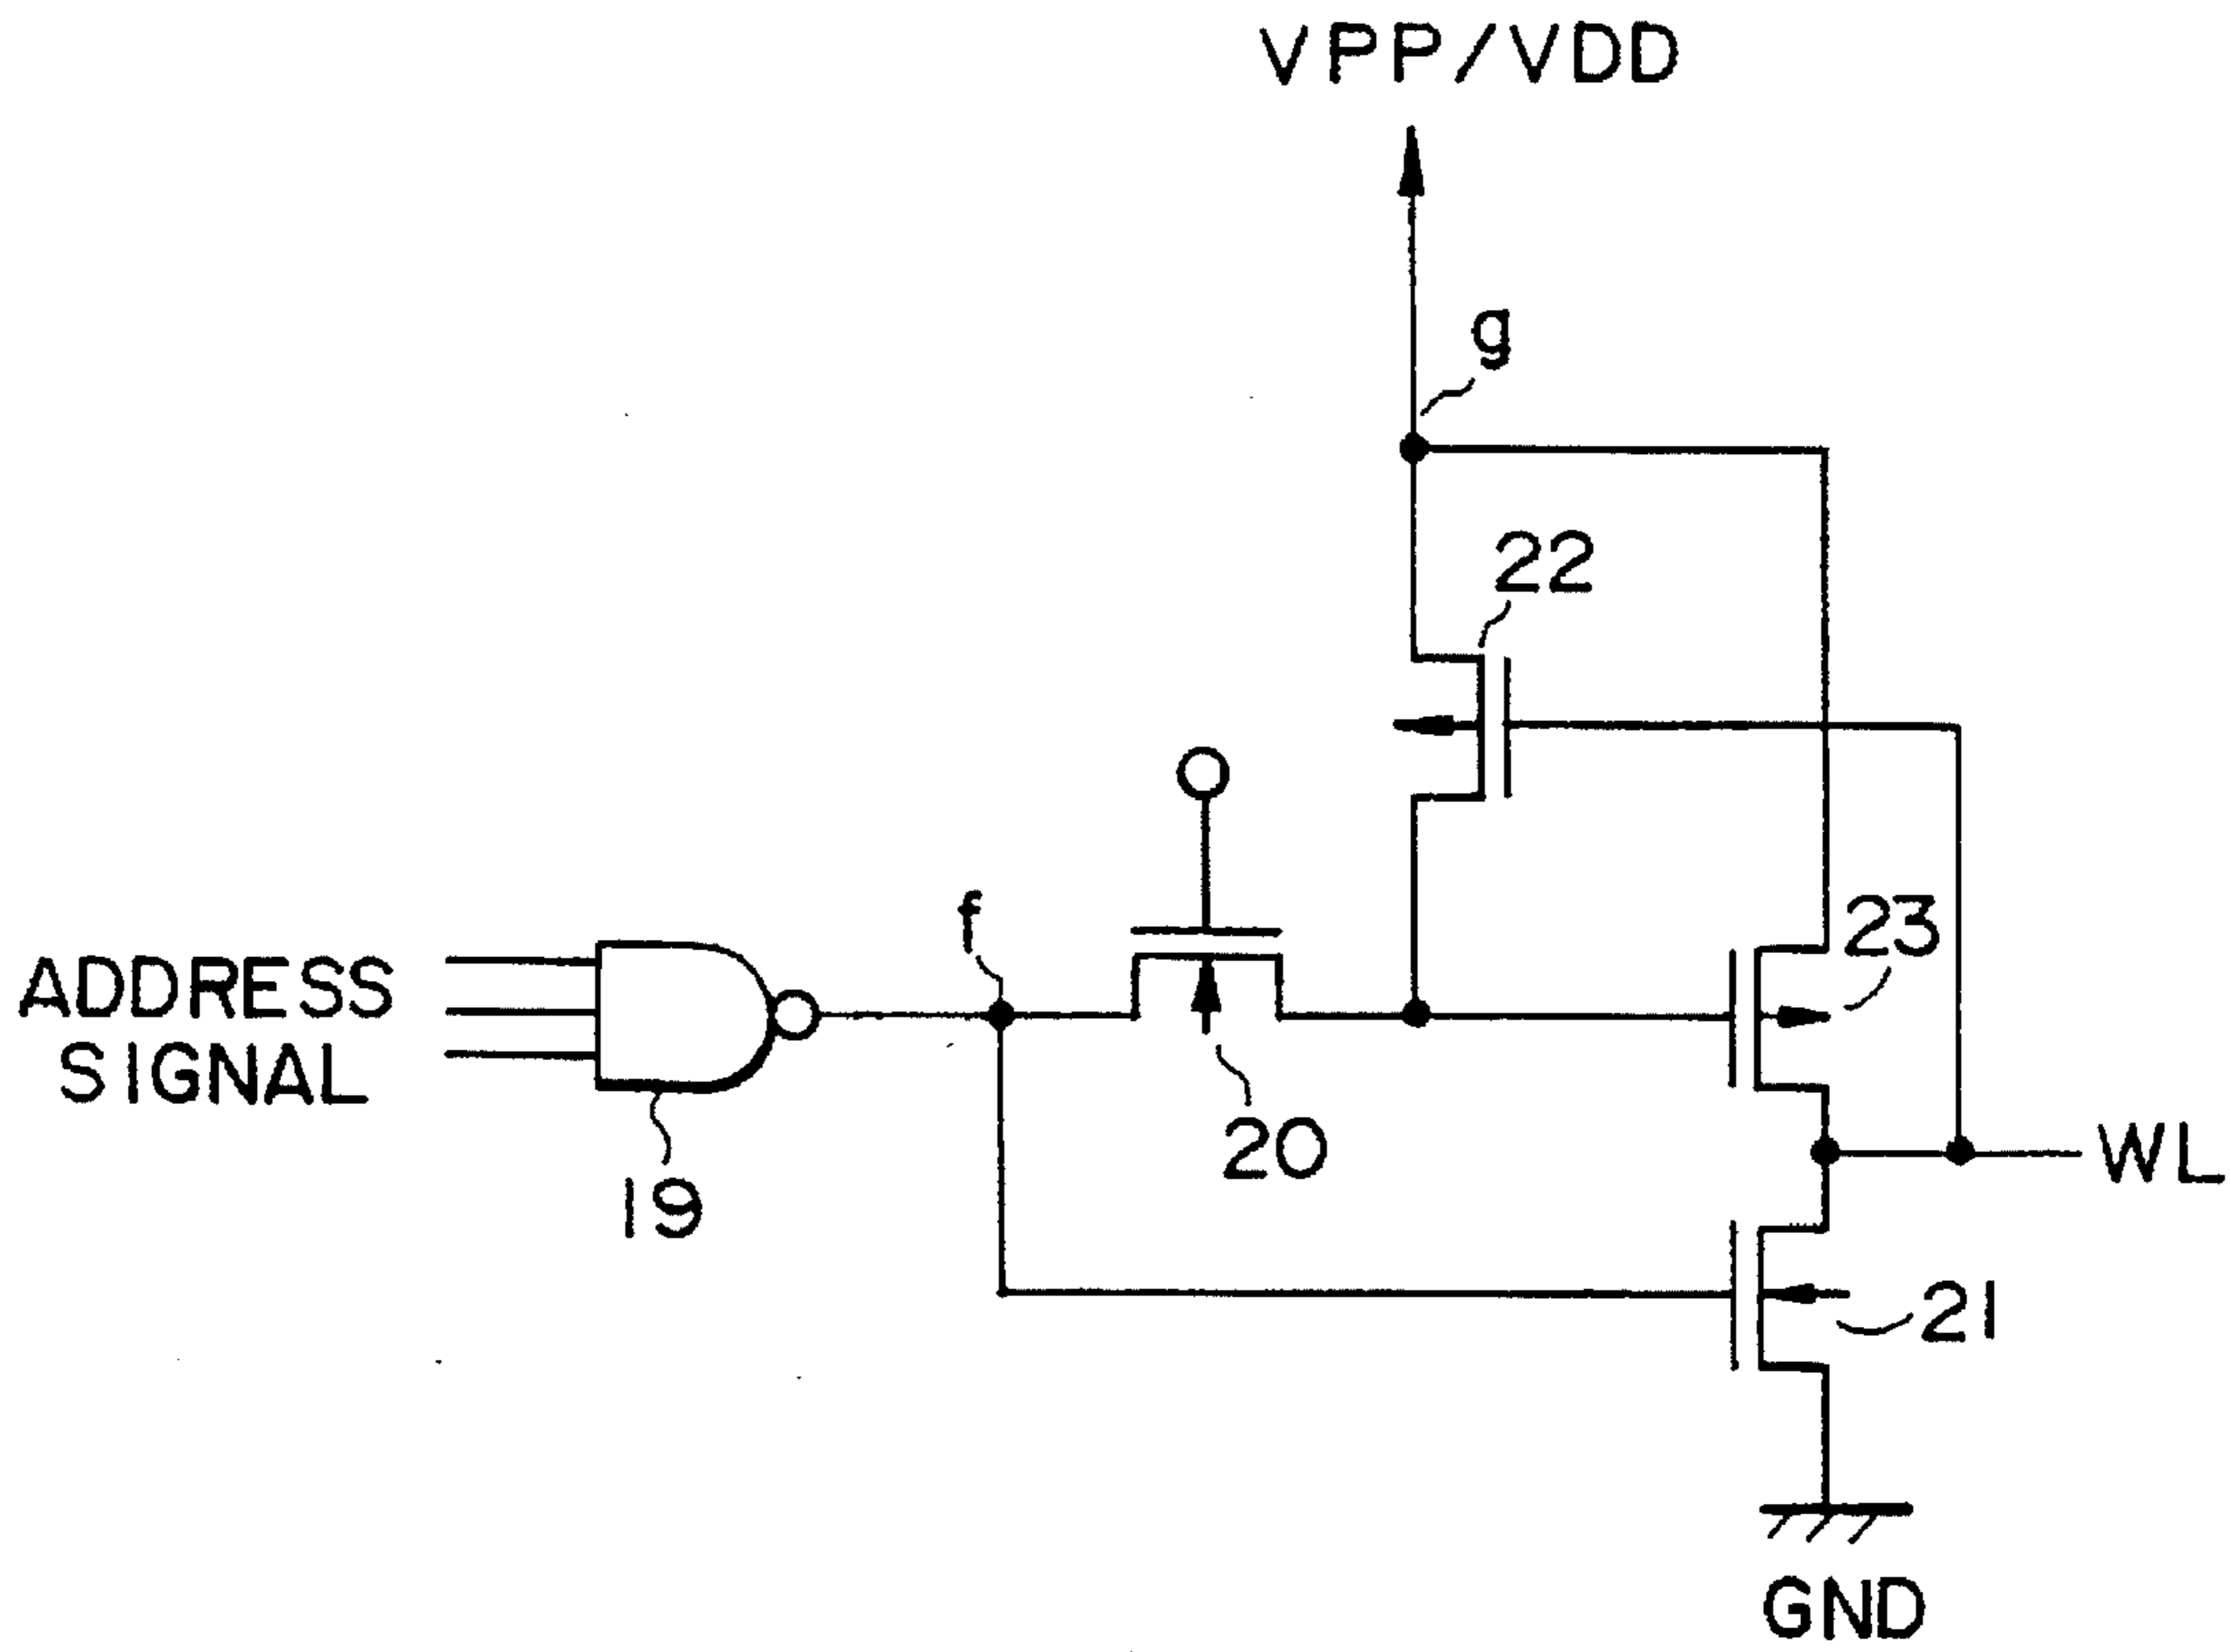 VPP/VDD
g
22
f
23
ADDRESS
SIGNAL
20
WL
19
21
GND